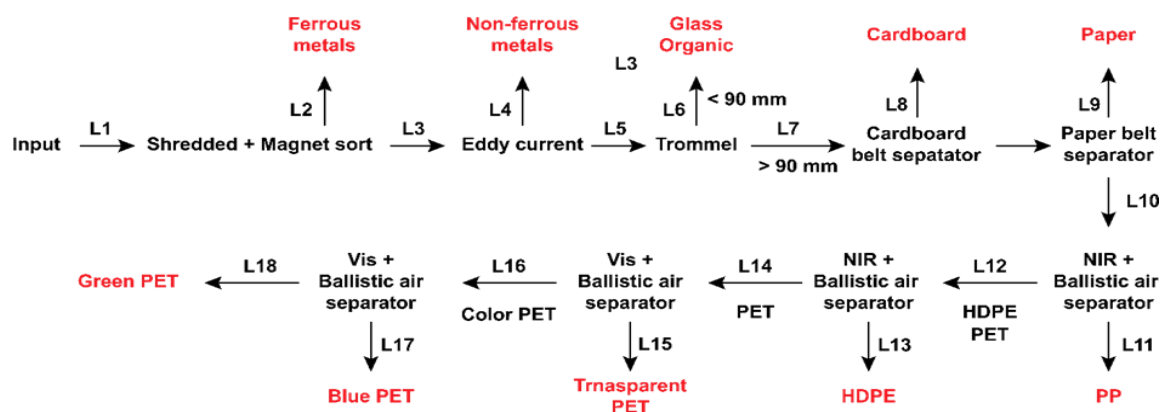 Ferrous
metals
Non-ferrous
metals
Glass
Organic
Cardboard
Paper
L3
L2
L4
L6
< 90 mm
L8
L9
Input
L1
Shredded + Magnet sort
L3
Eddy current
L5
Trommel
L7
> 90 mm
Cardboard
belt sepatator
Paper belt
separator
L10
Green PET
L18
Vis +
Ballistic air
separator
L16
Color PET
Vis +
Ballistic air
separator
L14
PET
NIR +
Ballistic air
separator
L12
HDPE
PET
NIR +
Ballistic air
separator
L17
L15
L13
L11
Blue PET
Trnasparent
PET
HDPE
PP